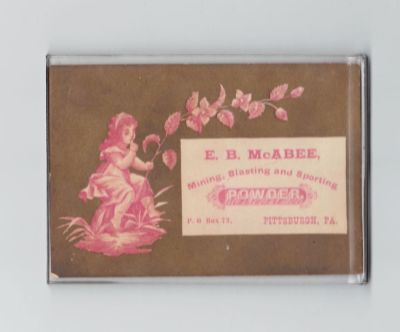 E. B. McABEE,
Mining, Blasting and Sporting
POWDER
P. O Box 73, PITTSBURGH, PA.